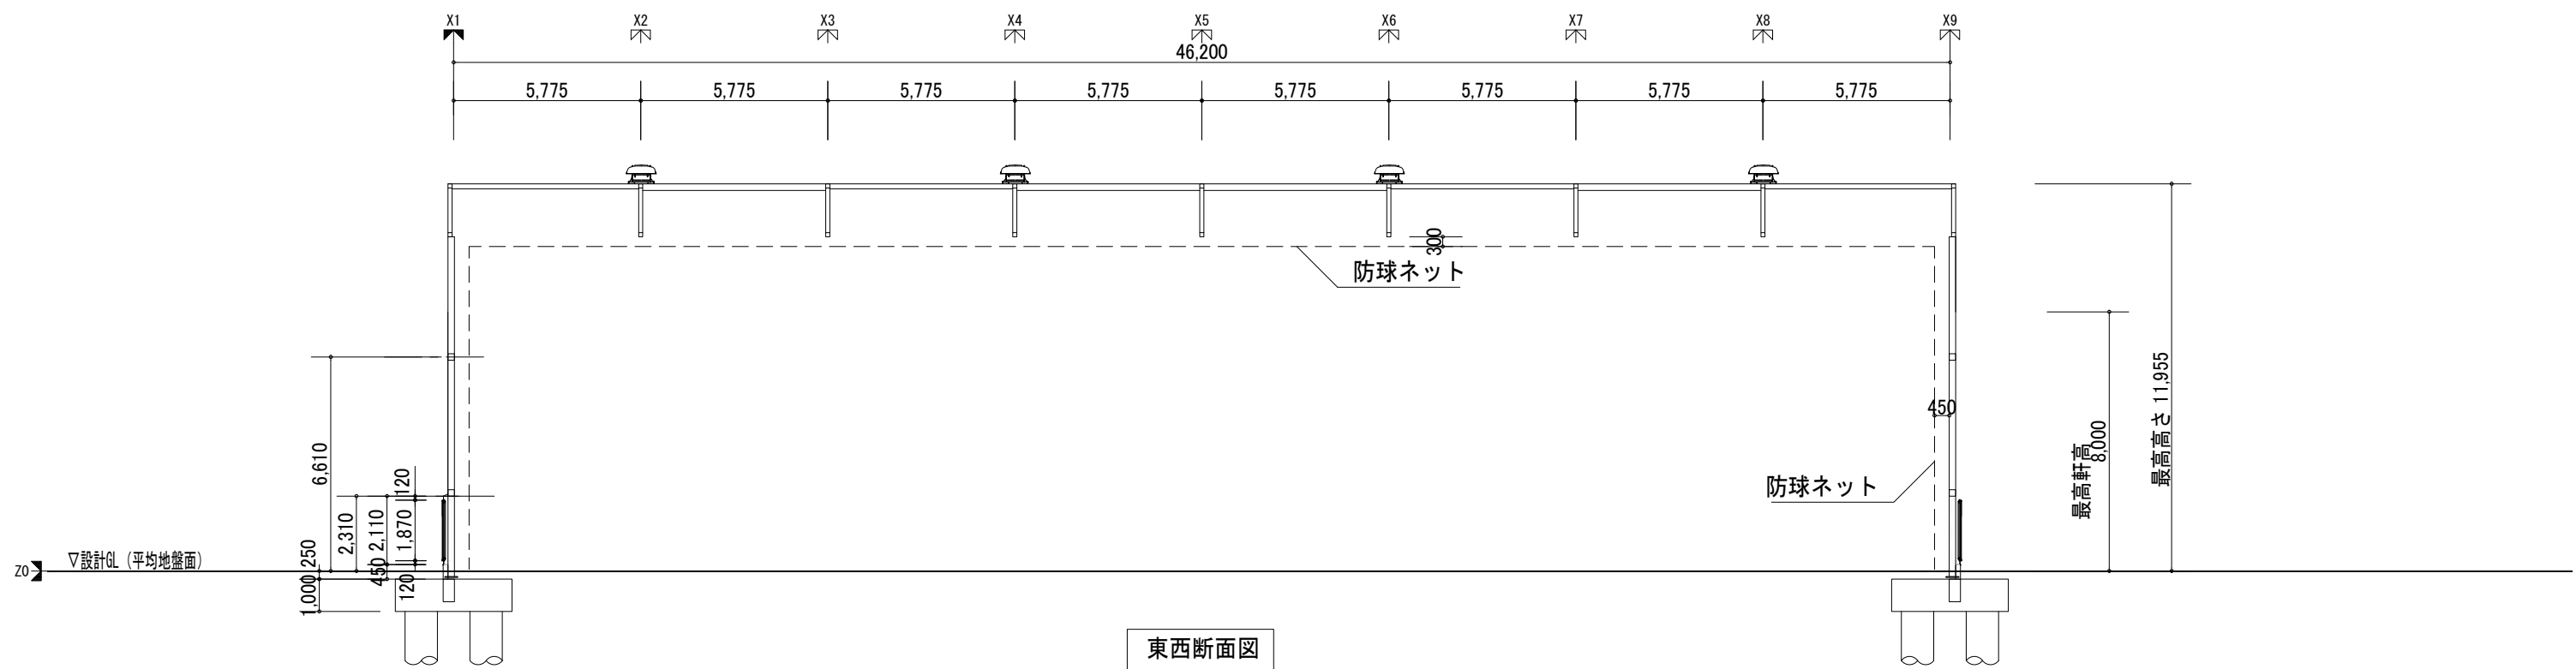 X1 X2 X3 X4 X5 X6 X7 X8 X9
46,200
5,775 5,775 5,775 5,775 5,775 5,775 5,775 5,775
300
防球ネット
450
防球ネット
6,610
2,310
2,110
120
1,870
250
450
120
1,000
最高軒高
8,000
最高高さ 11,955
Z0
▽設計GL (平均地盤面)
東西断面図